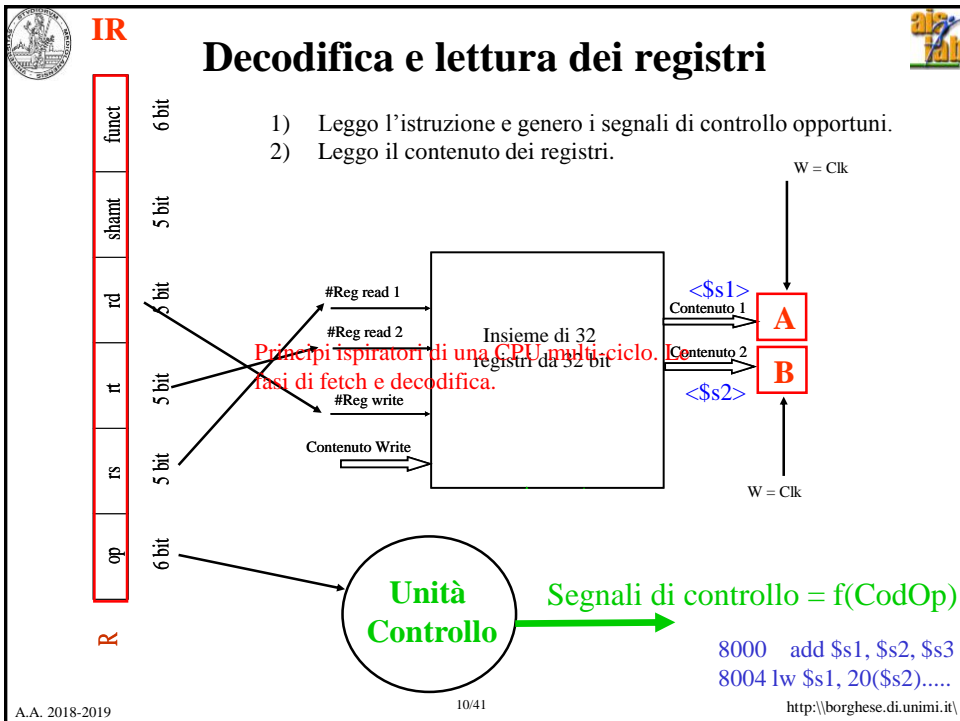 IR
Decodifica e lettura dei registri
1) Leggo l'istruzione e genero i segnali di controllo opportuni.
2) Leggo il contenuto dei registri.
W = Clk
funct
6 bit
shamt
5 bit
rd
5 bit
rt
5 bit
rs
5 bit
op
6 bit
R
#Reg read 1
#Reg read 2
#Reg write
Contenuto Write
Insieme di 32
registri da 32 bit
Principi ispiratori di una CPU multi-ciclo. Le
fasi di fetch e decodifica.
<$s1>
Contenuto 1
A
Contenuto 2
B
<$s2>
W = Clk
Unità
Controllo
Segnali di controllo = f(CodOp)
8000 add $s1, $s2, $s3
8004 lw $s1, 20($s2).....
A.A. 2018-2019
10/41
http:\\borghese.di.unimi.it\